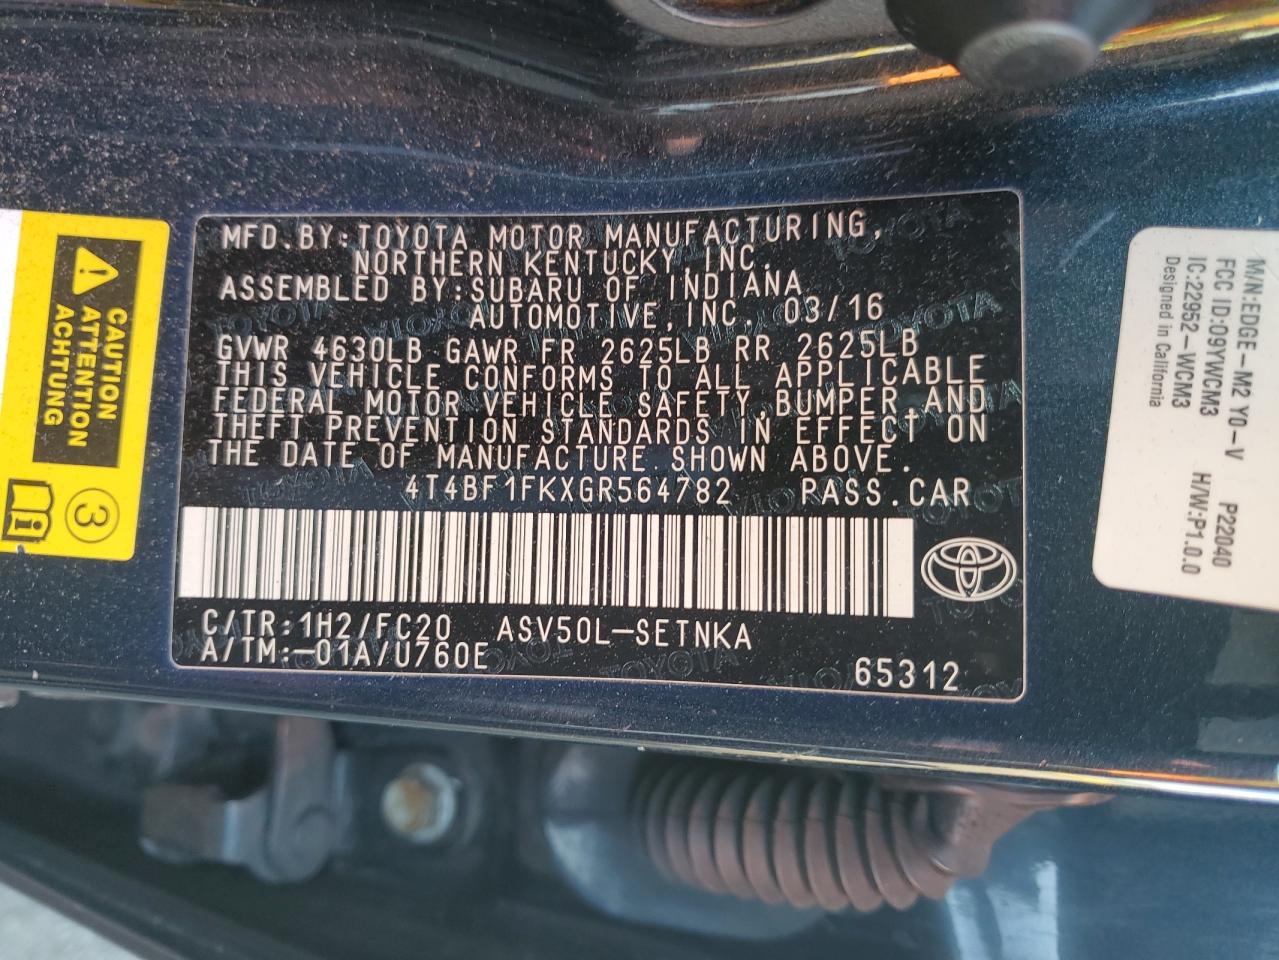 MFD.BY:TOYOTA MOTOR MANUFACTURING,
NORTHERN KENTUCKY,INC.
ASSEMBLED BY:SUBARU OF INDIANA
AUTOMOTIVE,INC. 03/16
GVWR 4630LB GAWR FR 2625LB RR 2625LB
THIS VEHICLE CONFORMS TO ALL APPLICABLE
FEDERAL MOTOR VEHICLE SAFETY,BUMPER,AND
THEFT PREVENTION STANDARDS IN EFFECT ON
THE DATE OF MANUFACTURE SHOWN ABOVE.
4T4BF1FKXGR564782 PASS.CAR
C/TR:1H2/FC20 ASV50L-SETNKA
A/TM:-01A/U760E
65312
CAUTION
ATTENTION
ACHTUNG
3
M/N:EDGE-M2 Y0-V P22040
FCC ID:O9YWCM3 H/W:P1.0.0
IC:22952-WCM3
Designed in California